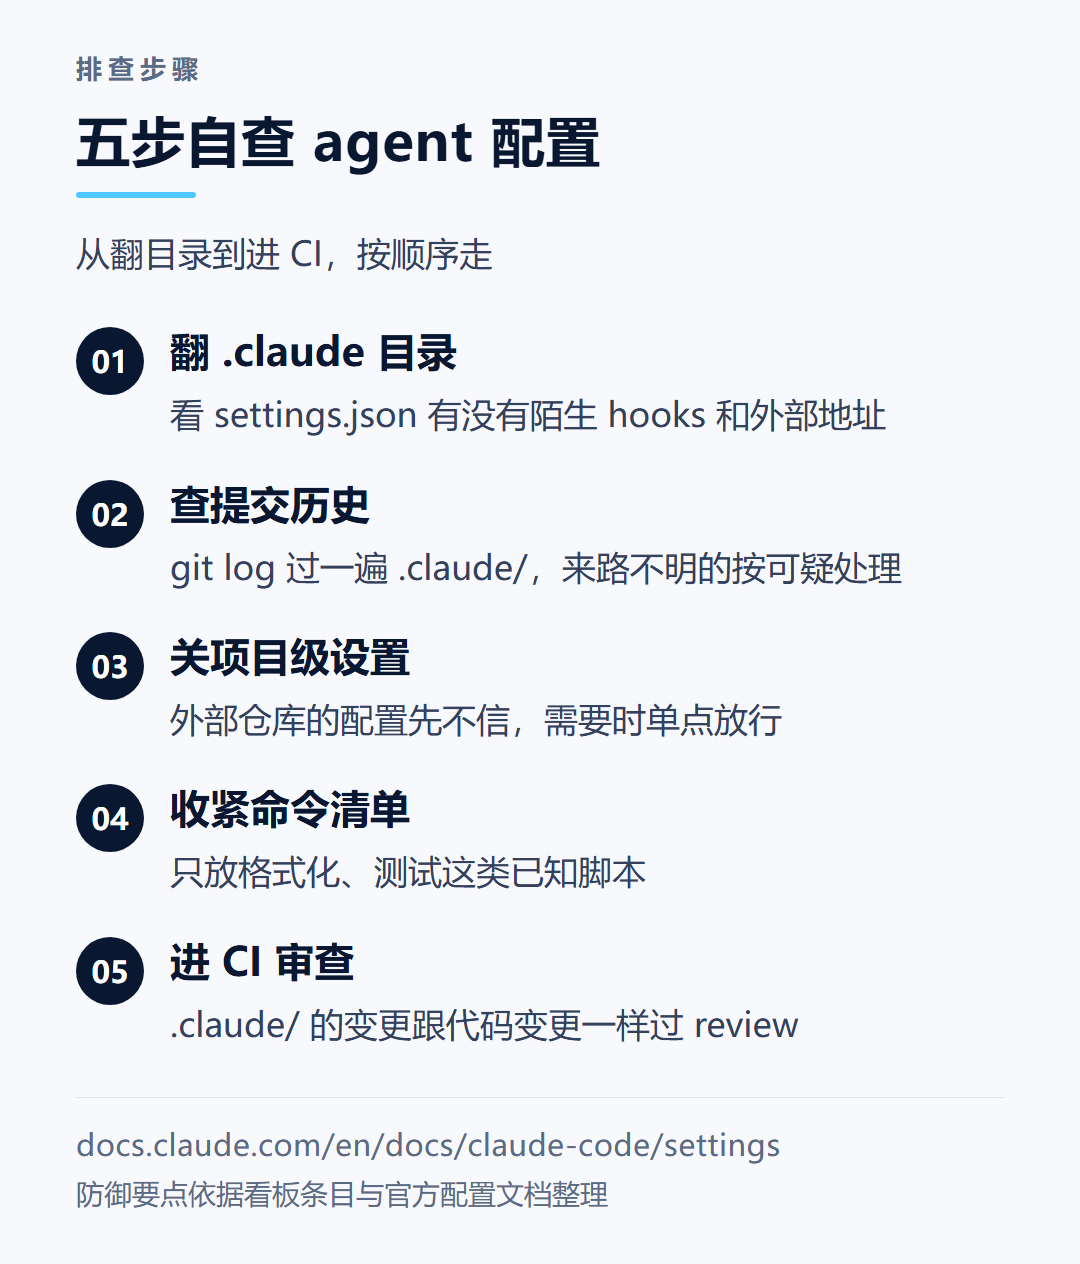 排查步骤
五步自查 agent 配置
从翻目录到进 CI，按顺序走
01
翻 .claude 目录
看 settings.json 有没有陌生 hooks 和外部地址
02
查提交历史
git log 过一遍 .claude/，来路不明的按可疑处理
03
关项目级设置
外部仓库的配置先不信，需要时单点放行
04
收紧命令清单
只放格式化、测试这类已知脚本
05
进 CI 审查
.claude/ 的变更跟代码变更一样过 review
docs.claude.com/en/docs/claude-code/settings
防御要点依据看板条目与官方配置文档整理